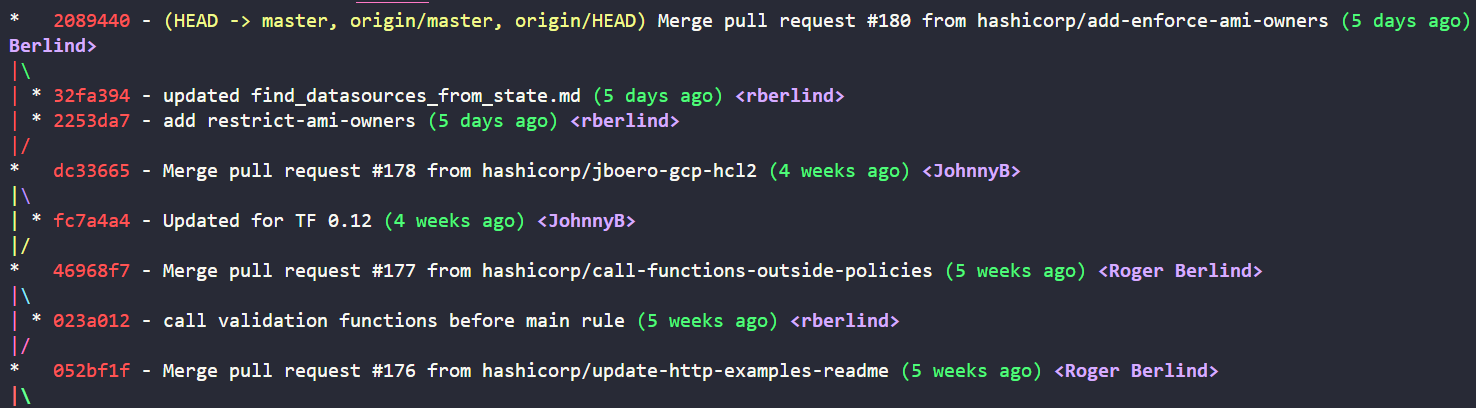 *   2089440 - (HEAD -> master, origin/master, origin/HEAD) Merge pull request #180 from hashicorp/add-enforce-ami-owners (5 days ago)
Berlind>
|\
| * 32fa394 - updated find_datasources_from_state.md (5 days ago) <rberlind>
| * 2253da7 - add restrict-ami-owners (5 days ago) <rberlind>
|/
*   dc33665 - Merge pull request #178 from hashicorp/jboero-gcp-hcl2 (4 weeks ago) <JohnnyB>
|\
| * fc7a4a4 - Updated for TF 0.12 (4 weeks ago) <JohnnyB>
|/
*   46968f7 - Merge pull request #177 from hashicorp/call-functions-outside-policies (5 weeks ago) <Roger Berlind>
|\
| * 023a012 - call validation functions before main rule (5 weeks ago) <rberlind>
|/
*   052bf1f - Merge pull request #176 from hashicorp/update-http-examples-readme (5 weeks ago) <Roger Berlind>
|\